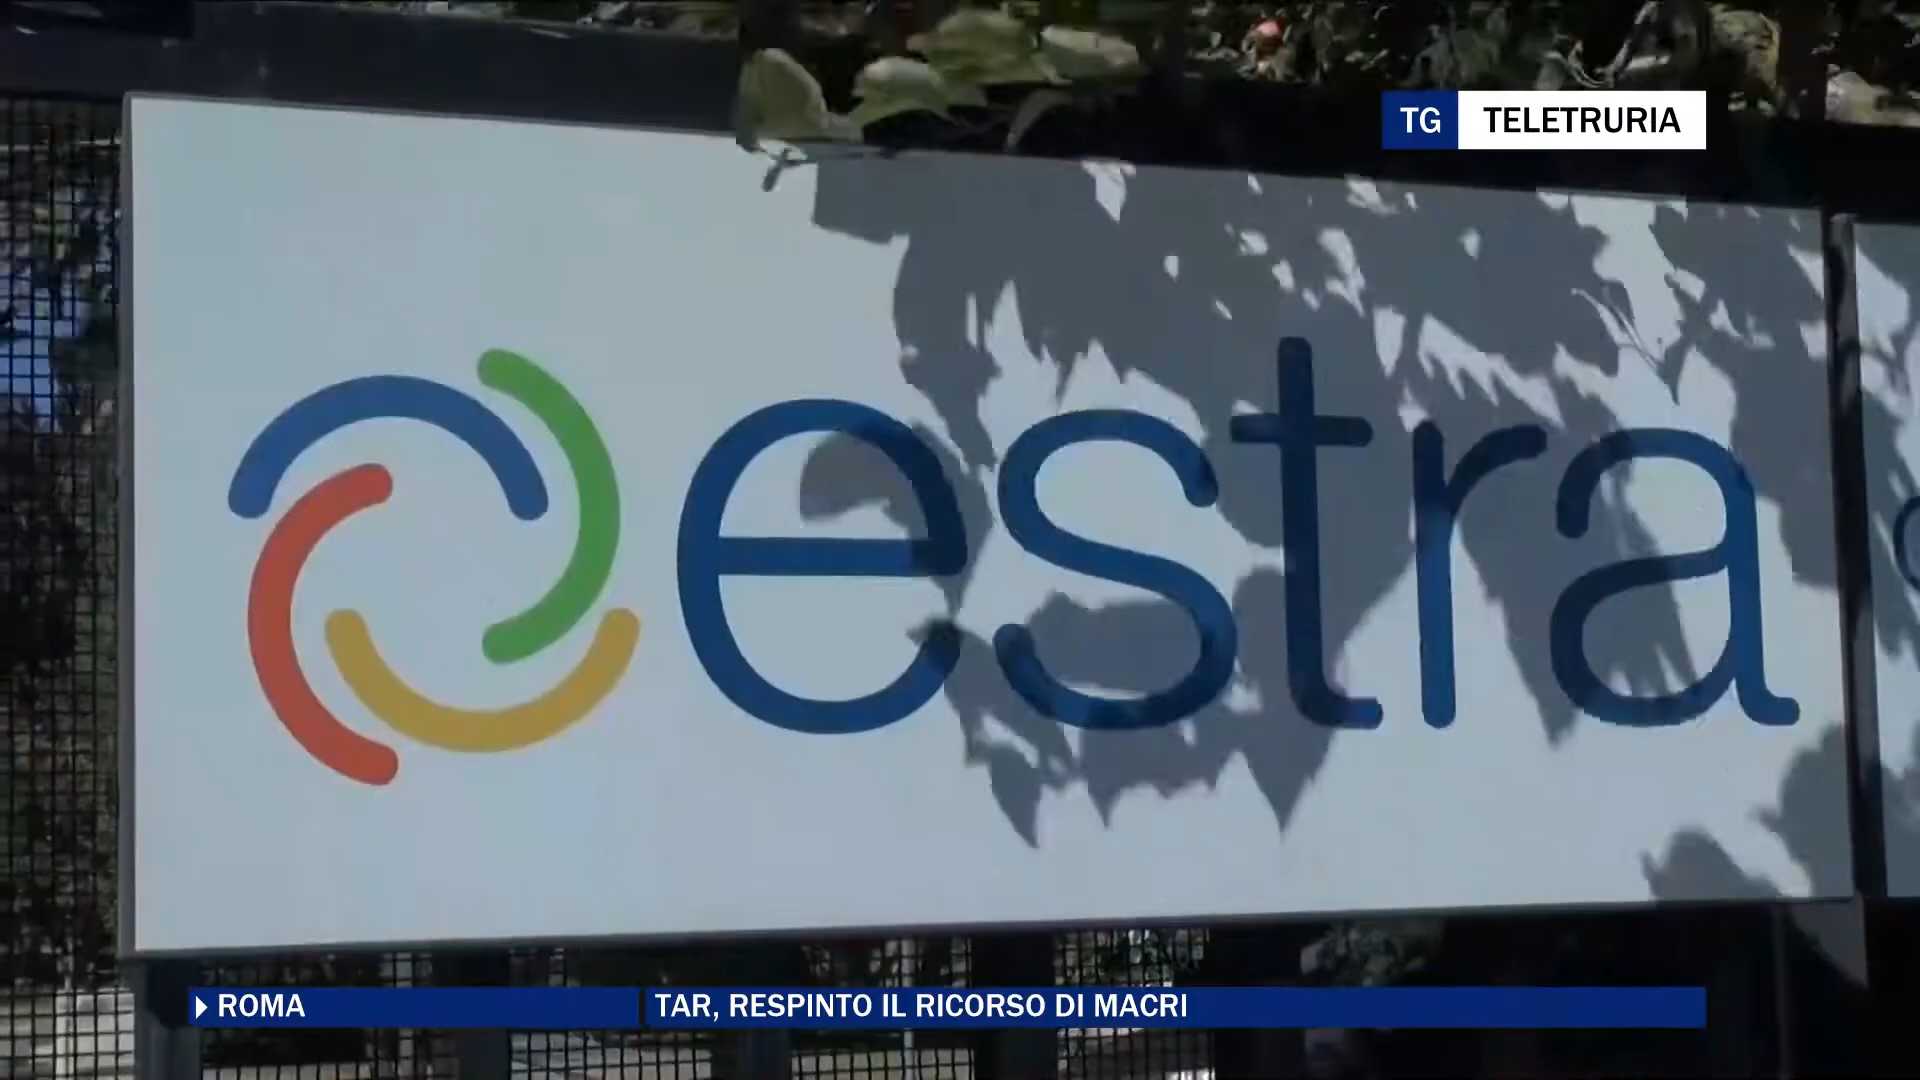 TG TELETRURIA
estra
ROMA
TAR, RESPINTO IL RICORSO DI MACRI